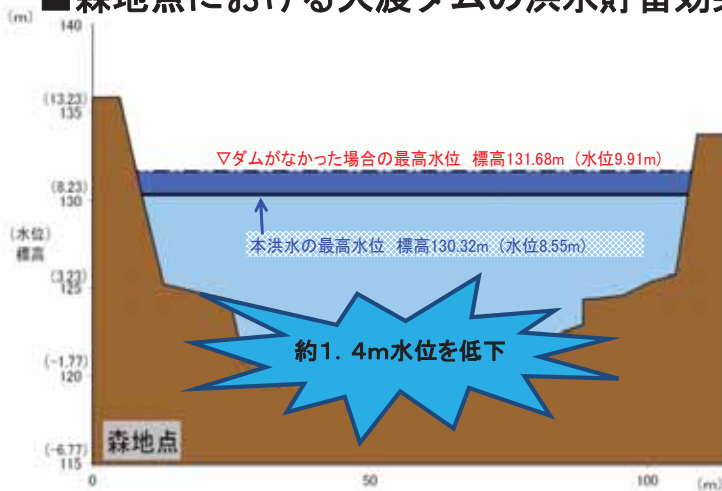 ■森地点における大渡ダムの洪水貯留効果
(m)
140
(13.23)
135
▽ダムがなかった場合の最高水位 標高131.68m (水位9.91m)
(8.23)
130
(水位)
標高
本洪水の最高水位 標高130.32m (水位8.55m)
(3.23)
125
約1.4m水位を低下
(-1.77)
120
森地点
(-6.77)
115
0
50
100
(m)